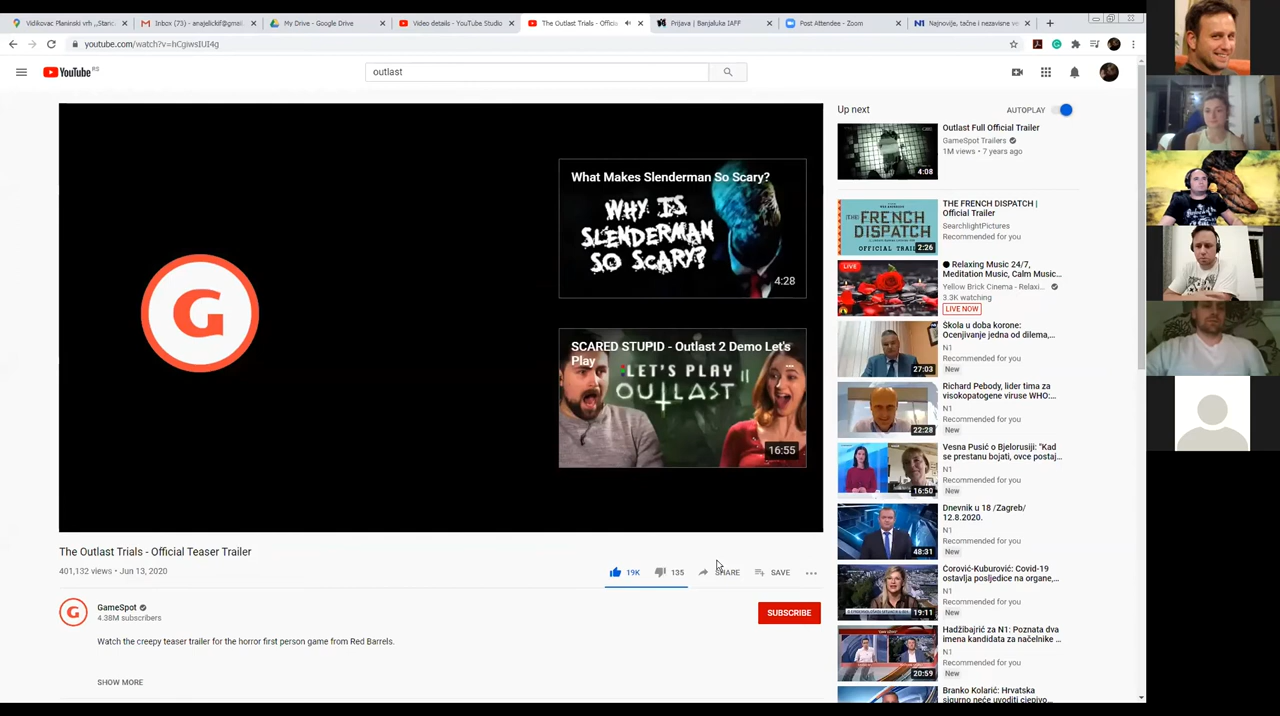 Vidikovac Planinski vrh „Stanc
Inbox (73) - anajelickif@gmail
My Drive - Google Drive
Video details - YouTube Studio
The Outlast Trials - Offici
Prijava | Banjaluka IAFF
Post Attendee - Zoom
Najnovije, tačne i nezavisne ve
youtube.com/watch?v=hCgiwsIUI4g
YouTube RS
outlast
What Makes Slenderman So Scary?
WHY IS
SLENDERMAN
SO SCARY?
4:28
G
SCARED STUPID - Outlast 2 Demo Let's
Play
LET'S PLAY
OUTLAST II
16:55
The Outlast Trials - Official Teaser Trailer
401,132 views • Jun 13, 2020
19K
135
SHARE
SAVE
G
GameSpot
4.38M subscribers
SUBSCRIBE
Watch the creepy teaser trailer for the horror first person game from Red Barrels.
SHOW MORE
Up next
AUTOPLAY
Outlast Full Official Trailer
GameSpot Trailers
1M views • 7 years ago
4:08
THE FRENCH DISPATCH |
Official Trailer
SearchlightPictures
Recommended for you
THE
FRENCH
DISPATCH
OFFICIAL TRAILER
2:26
Relaxing Music 24/7,
Meditation Music, Calm Music...
Yellow Brick Cinema - Relaxi...
3.3K watching
LIVE NOW
LIVE
Škola u doba korone:
Ocenjivanje jedna od dilema,...
N1
Recommended for you
New
27:03
Richard Pebody, lider tima za
visokopatogene viruse WHO:...
N1
Recommended for you
New
22:28
Vesna Pusić o Bjelorusiji: "Kad
se prestanu bojati, ovce postaj...
N1
Recommended for you
New
16:50
Dnevnik u 18 /Zagreb/
12.8.2020.
N1
Recommended for you
New
48:31
Ćorović-Kuburović: Covid-19
ostavlja posljedice na organe,...
N1
Recommended for you
New
19:11
Hadžibajrić za N1: Poznata dva
imena kandidata za načelnike ...
N1
Recommended for you
New
20:59
Branko Kolarić: Hrvatska
sigurno neće uvoditi cjepivo...